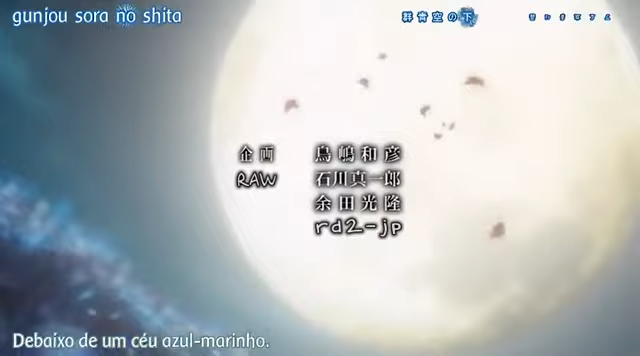 gunjou sora no shita
群青空の下
企画
鳥嶋和彦
RAW
石川真一郎
余田光隆
rd2-jp
Debaixo de um céu azul-marinho.